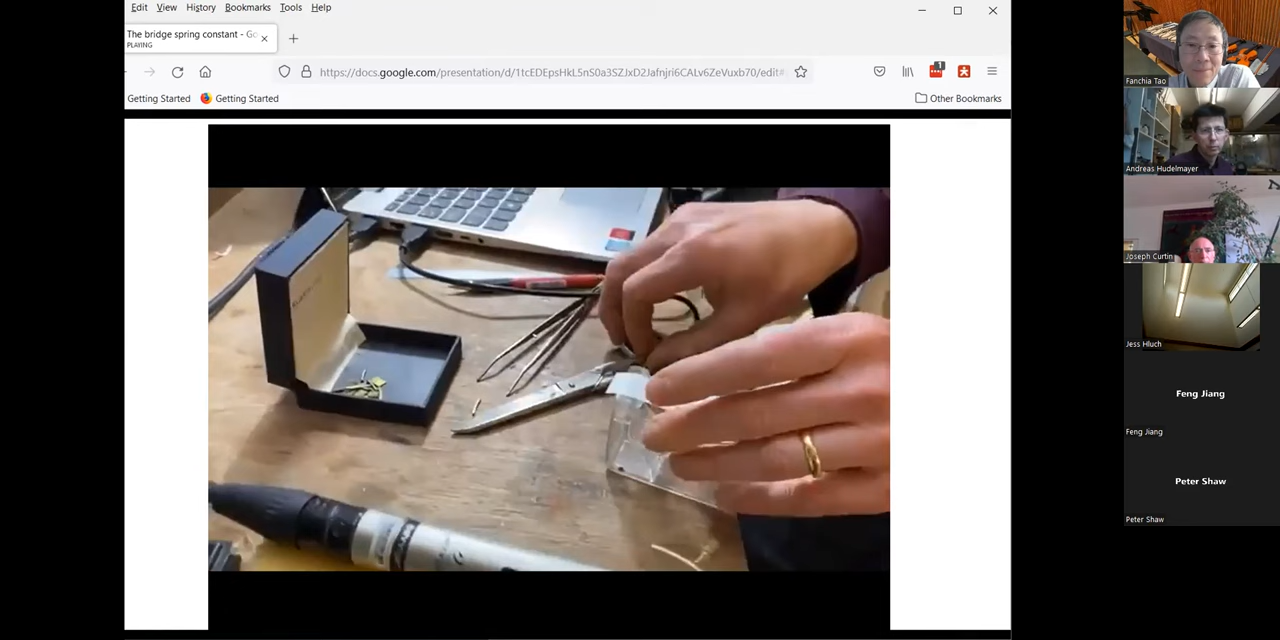 Edit View History Bookmarks Tools Help
The bridge spring constant - Go
PLAYING
https://docs.google.com/presentation/d/1tcEDEpsHkL5nS0a3SZJxD2Jafnjri6CALv6ZeVuxb70/edit#
1
Getting Started Getting Started Other Bookmarks
Fanchia Tao
Andreas Hudelmayer
Joseph Curtin
Jess Hluch
Feng Jiang
Feng Jiang
Peter Shaw
Peter Shaw